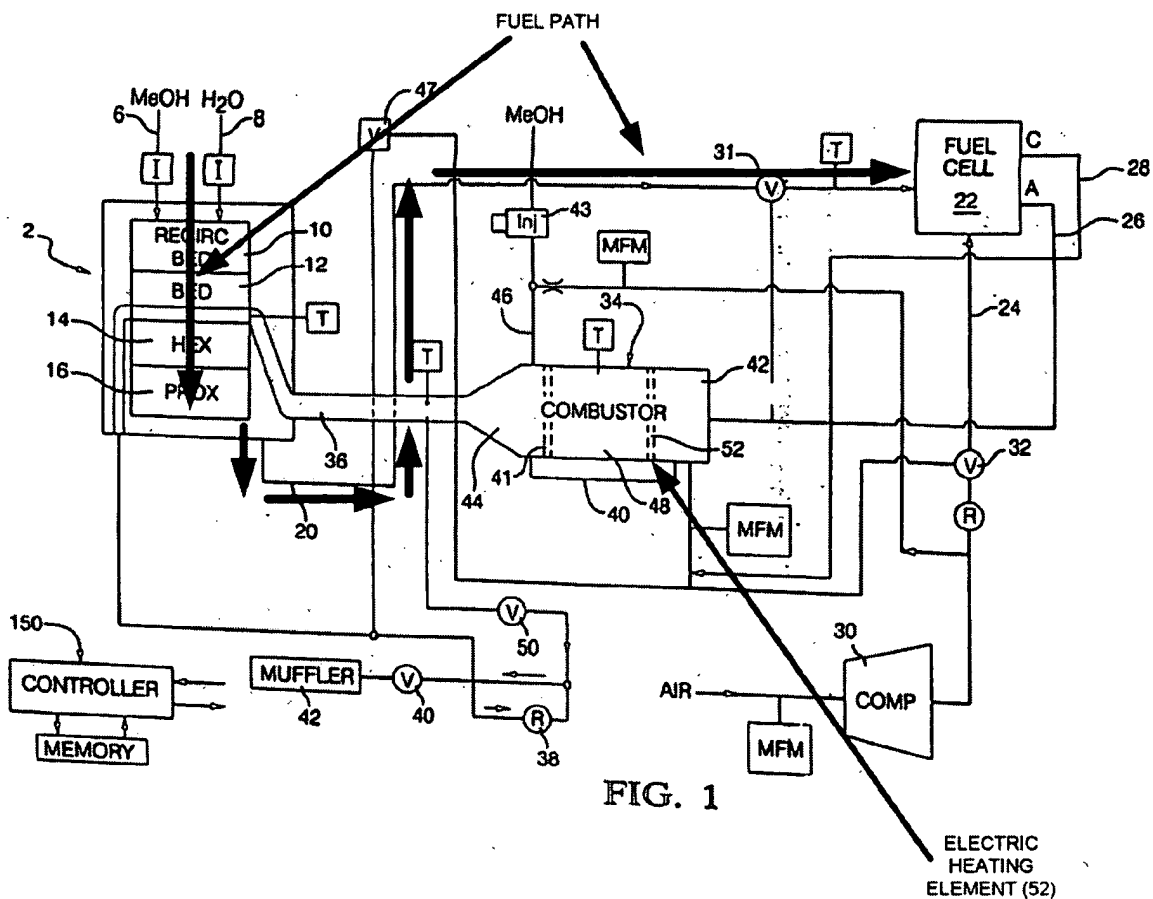 FUEL PATH
MeOH H₂O
6
8
47
MeOH
I
I
V
T
31
FUEL
CELL
22
C
A
28
2
RECIRC
BED
10
12
BED
Inj
43
V
MFM
26
T
14
HEX
46
34
24
T
T
42
16
PROX
COMBUSTOR
36
52
41
44
48
40
V
32
20
MFM
R
150
V
50
30
CONTROLLER
MUFFLER
V
AIR
COMP
42
40
R
MEMORY
38
MFM
FIG. 1
ELECTRIC
HEATING
ELEMENT (52)